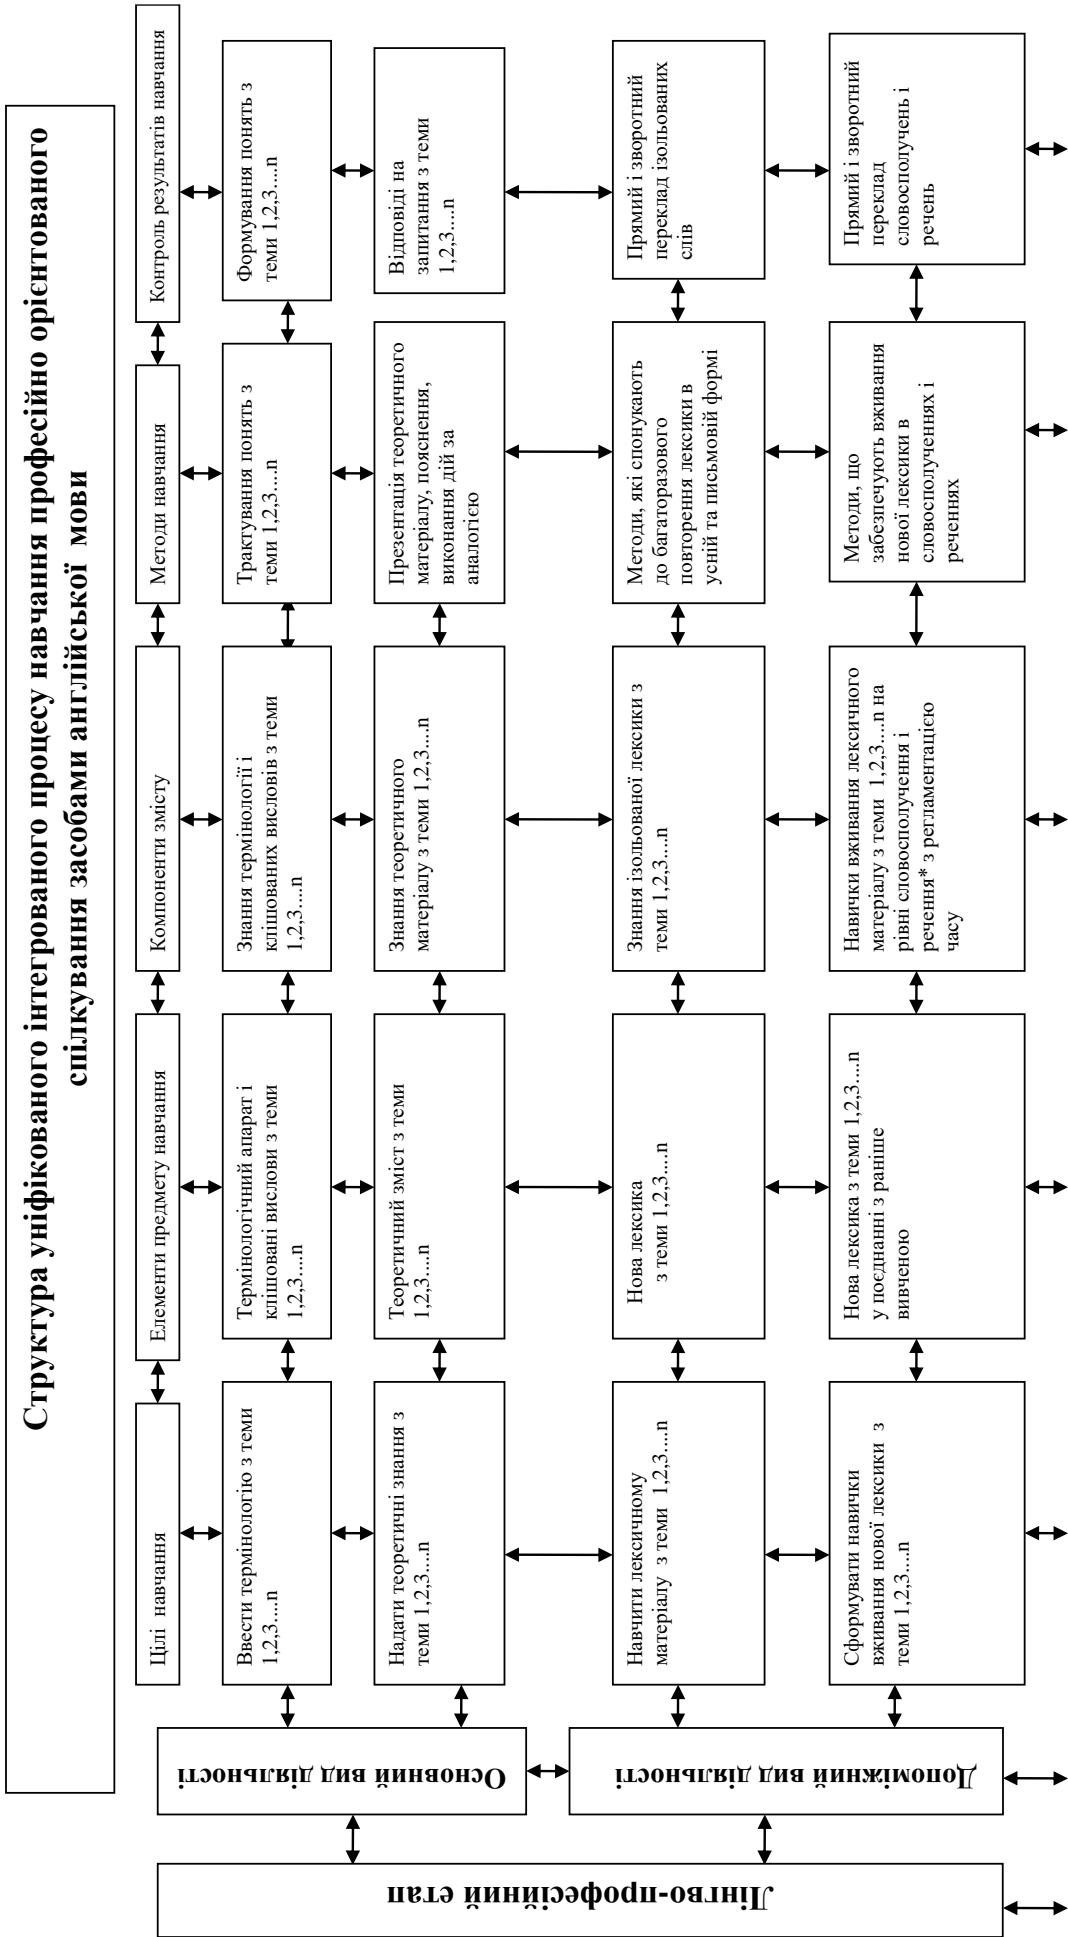 Структура уніфікованого інтегрованого процесу навчання професійно орієнтованого
спілкування засобами англійської мови
Цілі навчання
Елементи предмету навчання
Компоненти змісту
Методи навчання
Контроль результатів навчання
Лінгво-професійний етап
Основний вид діяльності
Ввести термінологію з теми
1,2,3....n
Термінологічний апарат і
клішовані вислови з теми
1,2,3....n
Знання термінології і
клішованих висловів з теми
1,2,3....n
Трактування понять з
теми 1,2,3....n
Формування понять з
теми 1,2,3....n
Надати теоретичні знання з
теми 1,2,3....n
Теоретичний зміст з теми
1,2,3....n
Знання теоретичного
матеріалу з теми 1,2,3....n
Презентація теоретичного
матеріалу, пояснення,
виконання дій за
аналогією
Відповіді на
запитання з теми
1,2,3....n
Допоміжний вид діяльності
Навчити лексичному
матеріалу з теми 1,2,3....n
Нова лексика
з теми 1,2,3....n
Знання ізольованої лексики з
теми 1,2,3....n
Методи, які спонукають
до багаторазового
повторення лексики в
усній та письмовій формі
Прямий і зворотний
переклад ізольованих
слів
Сформувати навички
вживання нової лексики з
теми 1,2,3....n
Нова лексика з теми 1,2,3....n
у поєднанні з раніше
вивченою
Навички вживання лексичного
матеріалу з теми 1,2,3....n на
рівні словосполучення і
речення* з регламентацією
часу
Методи, що
забезпечують вживання
нової лексики в
словосполученнях і
реченнях
Прямий і зворотний
переклад
словосполучень і
речень